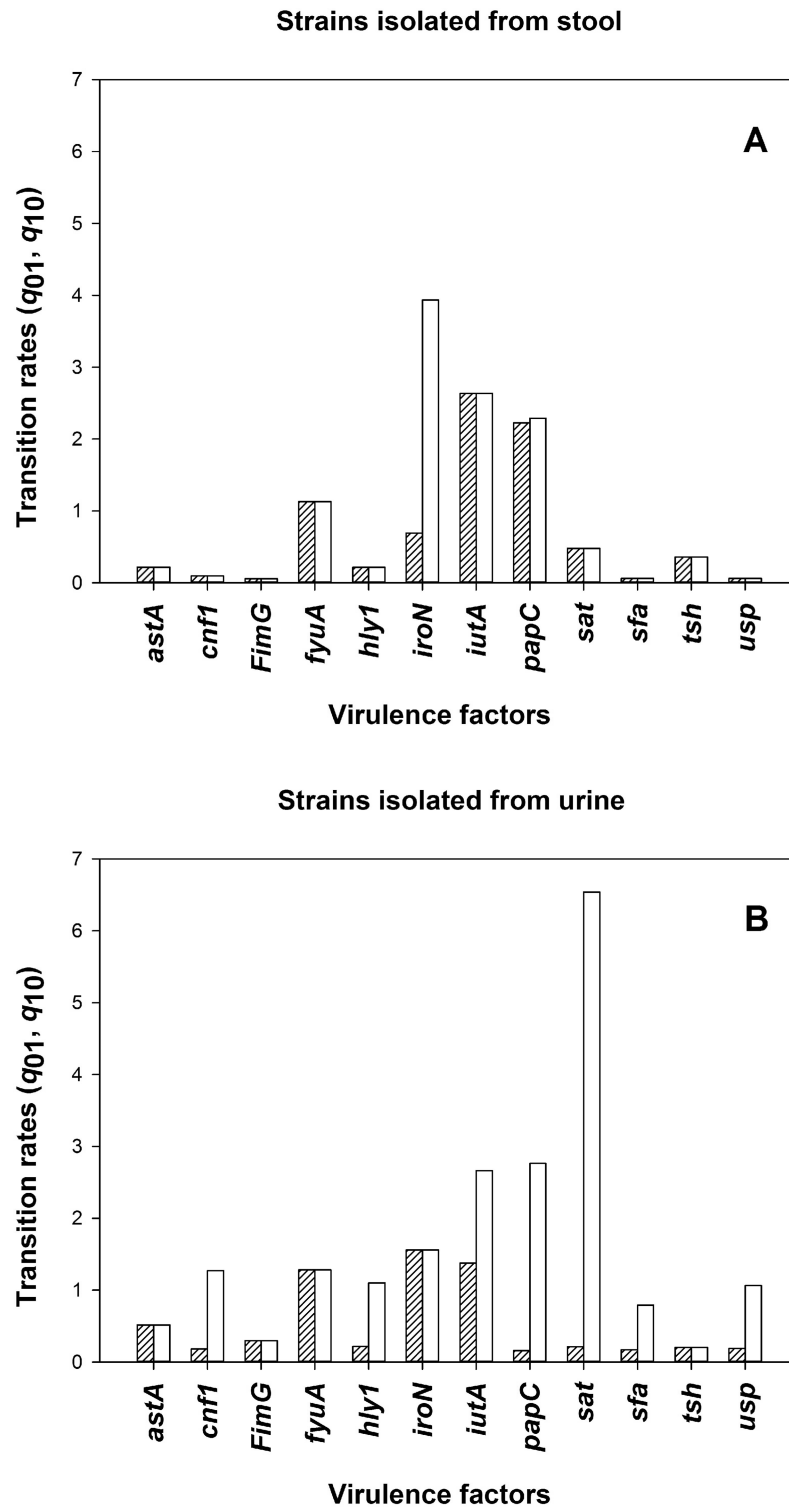 Strains isolated from stool
A
Transition rates (q01, q10)
7
6
5
4
3
2
1
0
astA cnf1 FimG fyuA hly1 iroN iutA papC sat sfa tsh usp
Virulence factors
Strains isolated from urine
B
Transition rates (q01, q10)
7
6
5
4
3
2
1
0
astA cnf1 FimG fyuA hly1 iroN iutA papC sat sfa tsh usp
Virulence factors